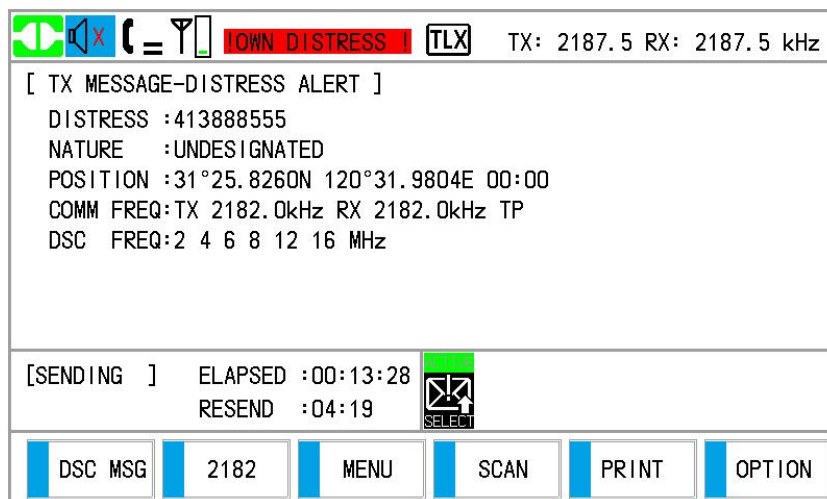 !OWN DISTRESS ! TLX TX: 2187.5 RX: 2187.5 kHz
[ TX MESSAGE-DISTRESS ALERT ]
DISTRESS :413888555
NATURE :UNDESIGNATED
POSITION :31°25.8260N 120°31.9804E 00:00
COMM FREQ:TX 2182.0kHz RX 2182.0kHz TP
DSC FREQ:2 4 6 8 12 16 MHz
[SENDING ] ELAPSED :00:13:28
RESEND :04:19
ACTIVE
SELECT
DSC MSG 2182 MENU SCAN PRINT OPTION